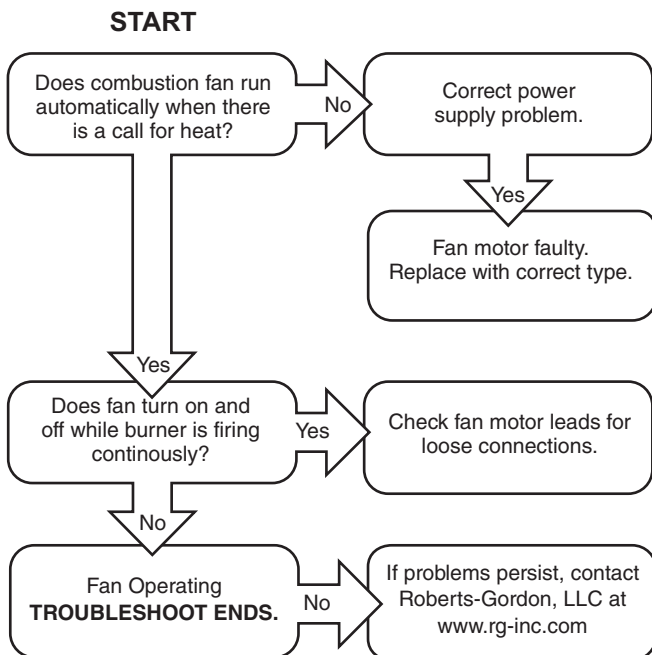 START
Does combustion fan run
automatically when there
is a call for heat?
No
Correct power
supply problem.
Yes
Fan motor faulty.
Replace with correct type.
Yes
Does fan turn on and
off while burner is firing
continously?
Yes
Check fan motor leads for
loose connections.
No
Fan Operating
TROUBLESHOOT ENDS.
No
If problems persist, contact
Roberts-Gordon, LLC at
www.rg-inc.com